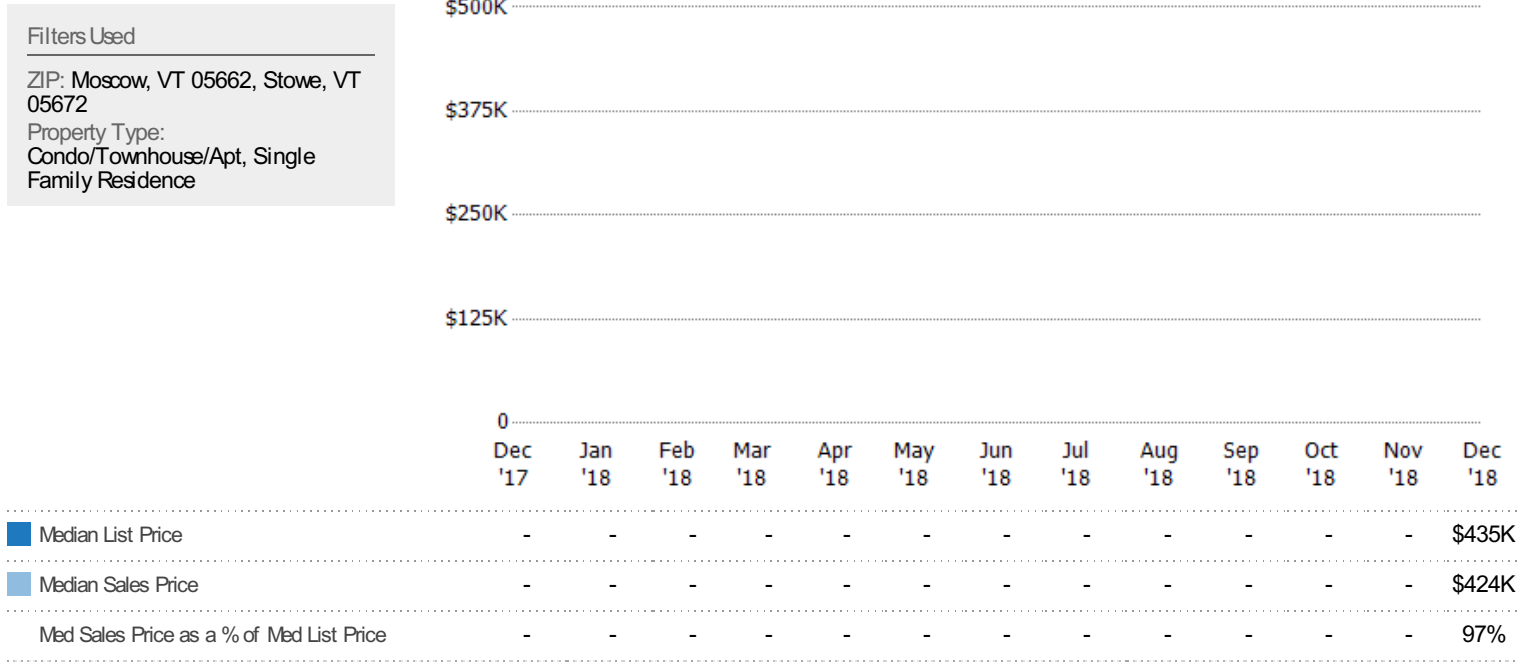 Filters Used
ZIP: Moscow, VT 05662, Stowe, VT
05672
Property Type:
Condo/Townhouse/Apt, Single
Family Residence
$500K
$375K
$250K
$125K
0
Dec Jan Feb Mar Apr May Jun Jul Aug Sep Oct Nov Dec
'17 '18 '18 '18 '18 '18 '18 '18 '18 '18 '18 '18 '18
Median List Price - - - - - - - - - - - - $435K
Median Sales Price - - - - - - - - - - - - $424K
Med Sales Price as a % of Med List Price - - - - - - - - - - - - 97%